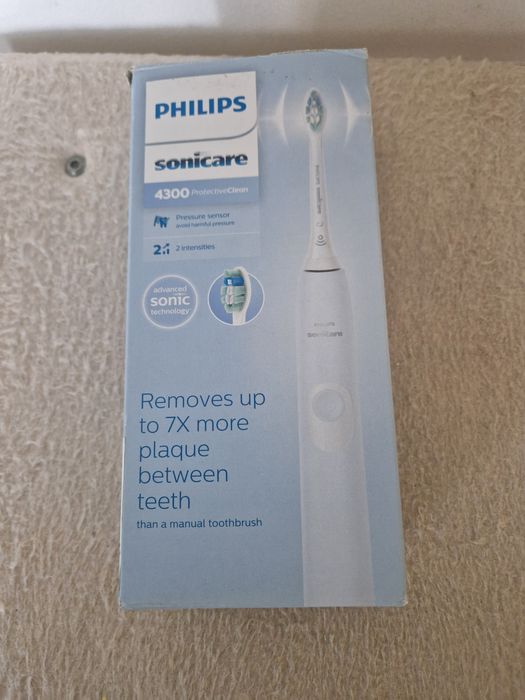 PHILIPS
sonicare
4300 ProtectiveClean
Pressure sensor
avoid harmful pressure
2 2 intensities
advanced
sonic
technology
Removes up
to 7X more
plaque
between
teeth
than a manual toothbrush
PHILIPS
sonicare